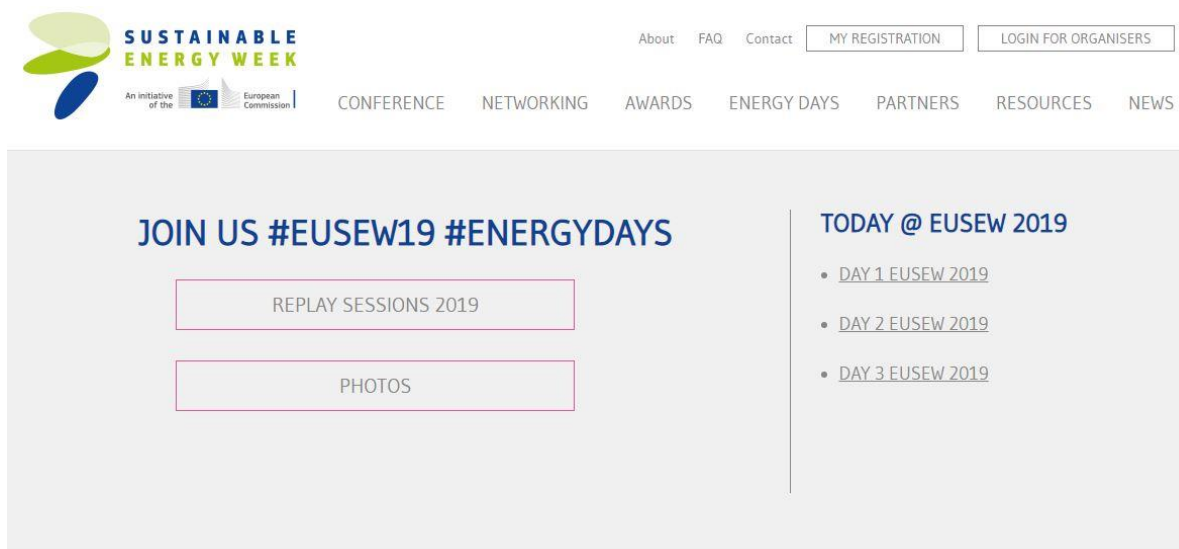 SUSTAINABLE
ENERGY WEEK
An initiative
of the
European
Commission
About FAQ Contact MY REGISTRATION LOGIN FOR ORGANISERS
CONFERENCE NETWORKING AWARDS ENERGY DAYS PARTNERS RESOURCES NEWS
JOIN US #EUSEW19 #ENERGYDAYS
REPLAY SESSIONS 2019
PHOTOS
TODAY @ EUSEW 2019
DAY 1 EUSEW 2019
DAY 2 EUSEW 2019
DAY 3 EUSEW 2019